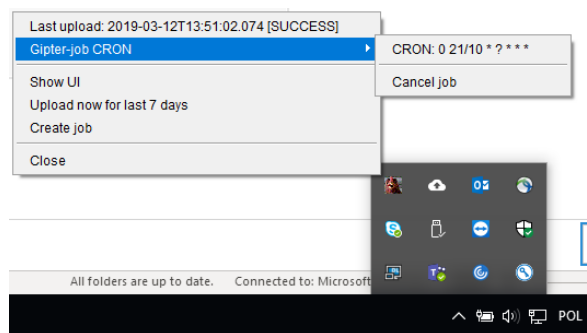 Last upload: 2019-03-12T13:51:02.074 [SUCCESS]
Gipter-job CRON
CRON: 0 21/10 * ? * * *
Show UI
Cancel job
Upload now for last 7 days
Create job
Close
All folders are up to date. Connected to: Microsoft
POL